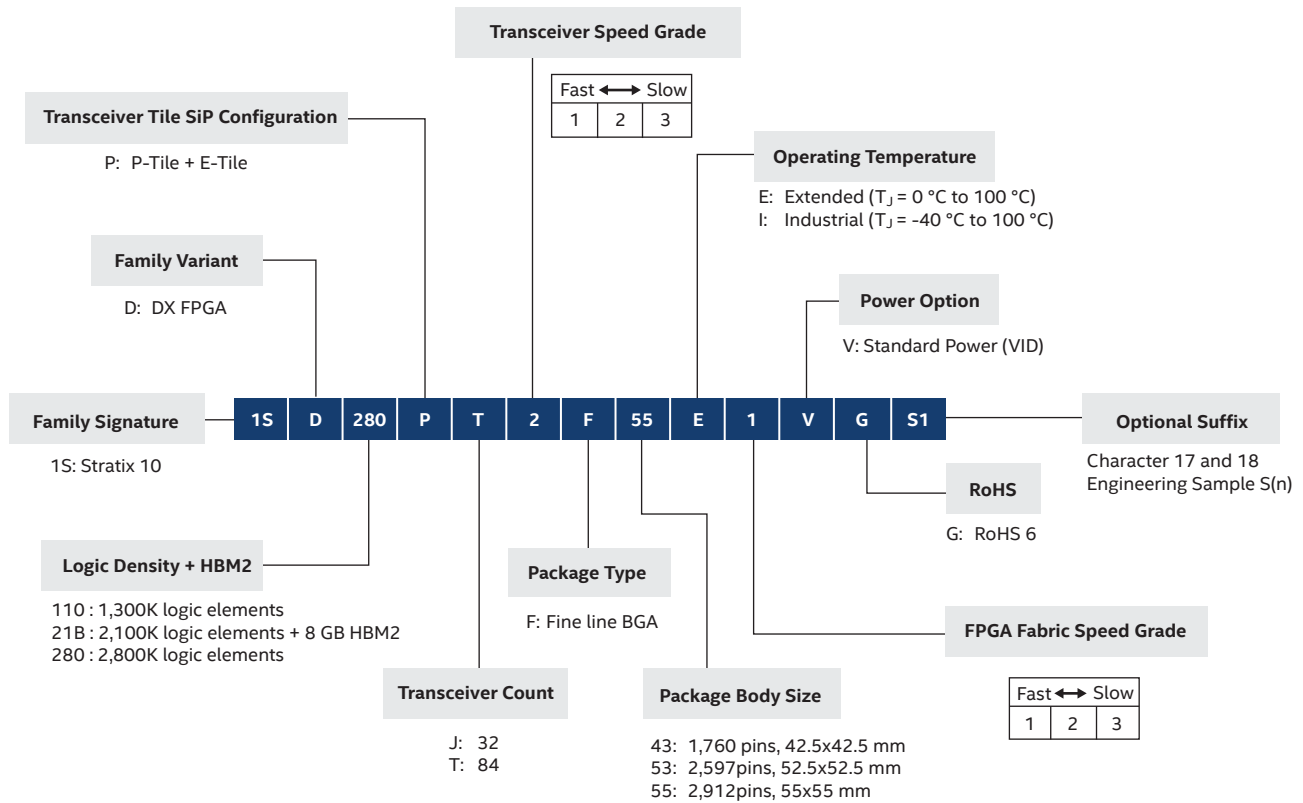 Transceiver Speed Grade
Fast Slow
1 2 3
Transceiver Tile SiP Configuration
P: P-Tile + E-Tile
Operating Temperature
E: Extended (TJ = 0 °C to 100 °C)
I: Industrial (TJ = -40 °C to 100 °C)
Family Variant
D: DX FPGA
Power Option
V: Standard Power (VID)
Family Signature
1S: Stratix 10
1S D 280 P T 2 F 55 E 1 V G S1
Optional Suffix
Character 17 and 18
Engineering Sample S(n)
RoHS
G: RoHS 6
Logic Density + HBM2
110 : 1,300K logic elements
21B : 2,100K logic elements + 8 GB HBM2
280 : 2,800K logic elements
Package Type
F: Fine line BGA
FPGA Fabric Speed Grade
Fast Slow
1 2 3
Transceiver Count
J: 32
T: 84
Package Body Size
43: 1,760 pins, 42.5x42.5 mm
53: 2,597pins, 52.5x52.5 mm
55: 2,912pins, 55x55 mm